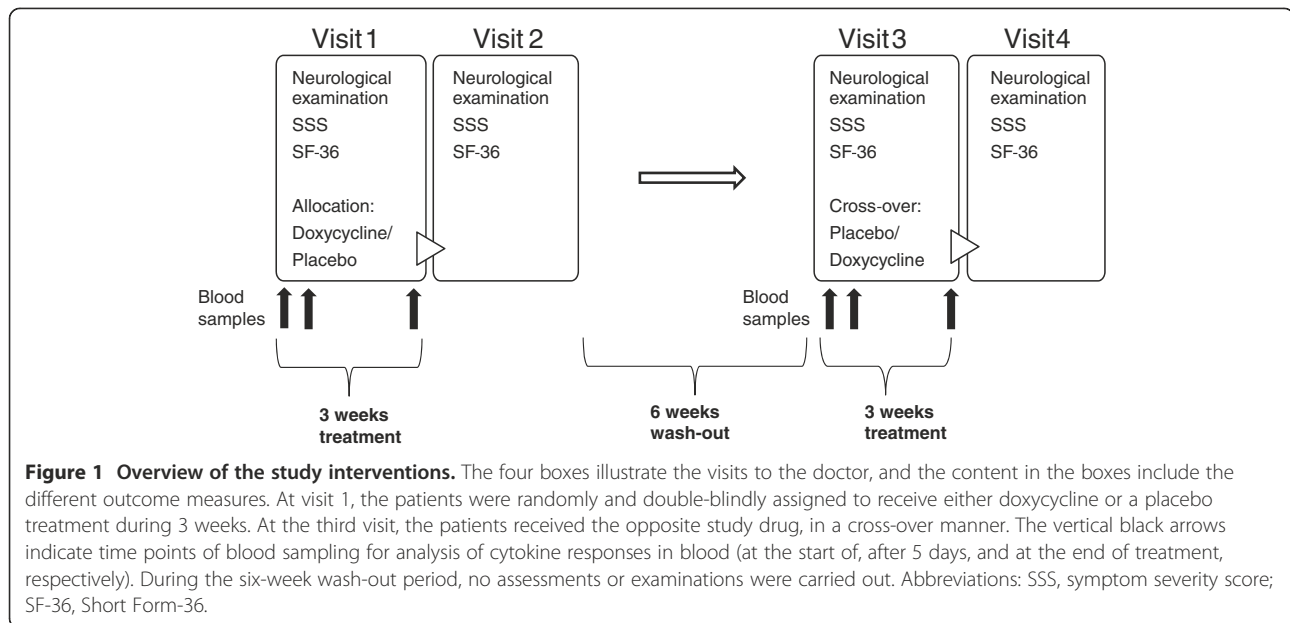 Visit 1
Visit 2
Visit 3
Visit 4
Neurological
examination
SSS
SF-36
Allocation:
Doxycycline/
Placebo
Neurological
examination
SSS
SF-36
Neurological
examination
SSS
SF-36
Cross-over:
Placebo/
Doxycycline
Neurological
examination
SSS
SF-36
Blood
samples
Blood
samples
3 weeks
treatment
6 weeks
wash-out
3 weeks
treatment
Figure 1 Overview of the study interventions. The four boxes illustrate the visits to the doctor, and the content in the boxes include the
different outcome measures. At visit 1, the patients were randomly and double-blindly assigned to receive either doxycycline or a placebo
treatment during 3 weeks. At the third visit, the patients received the opposite study drug, in a cross-over manner. The vertical black arrows
indicate time points of blood sampling for analysis of cytokine responses in blood (at the start of, after 5 days, and at the end of treatment,
respectively). During the six-week wash-out period, no assessments or examinations were carried out. Abbreviations: SSS, symptom severity score;
SF-36, Short Form-36.